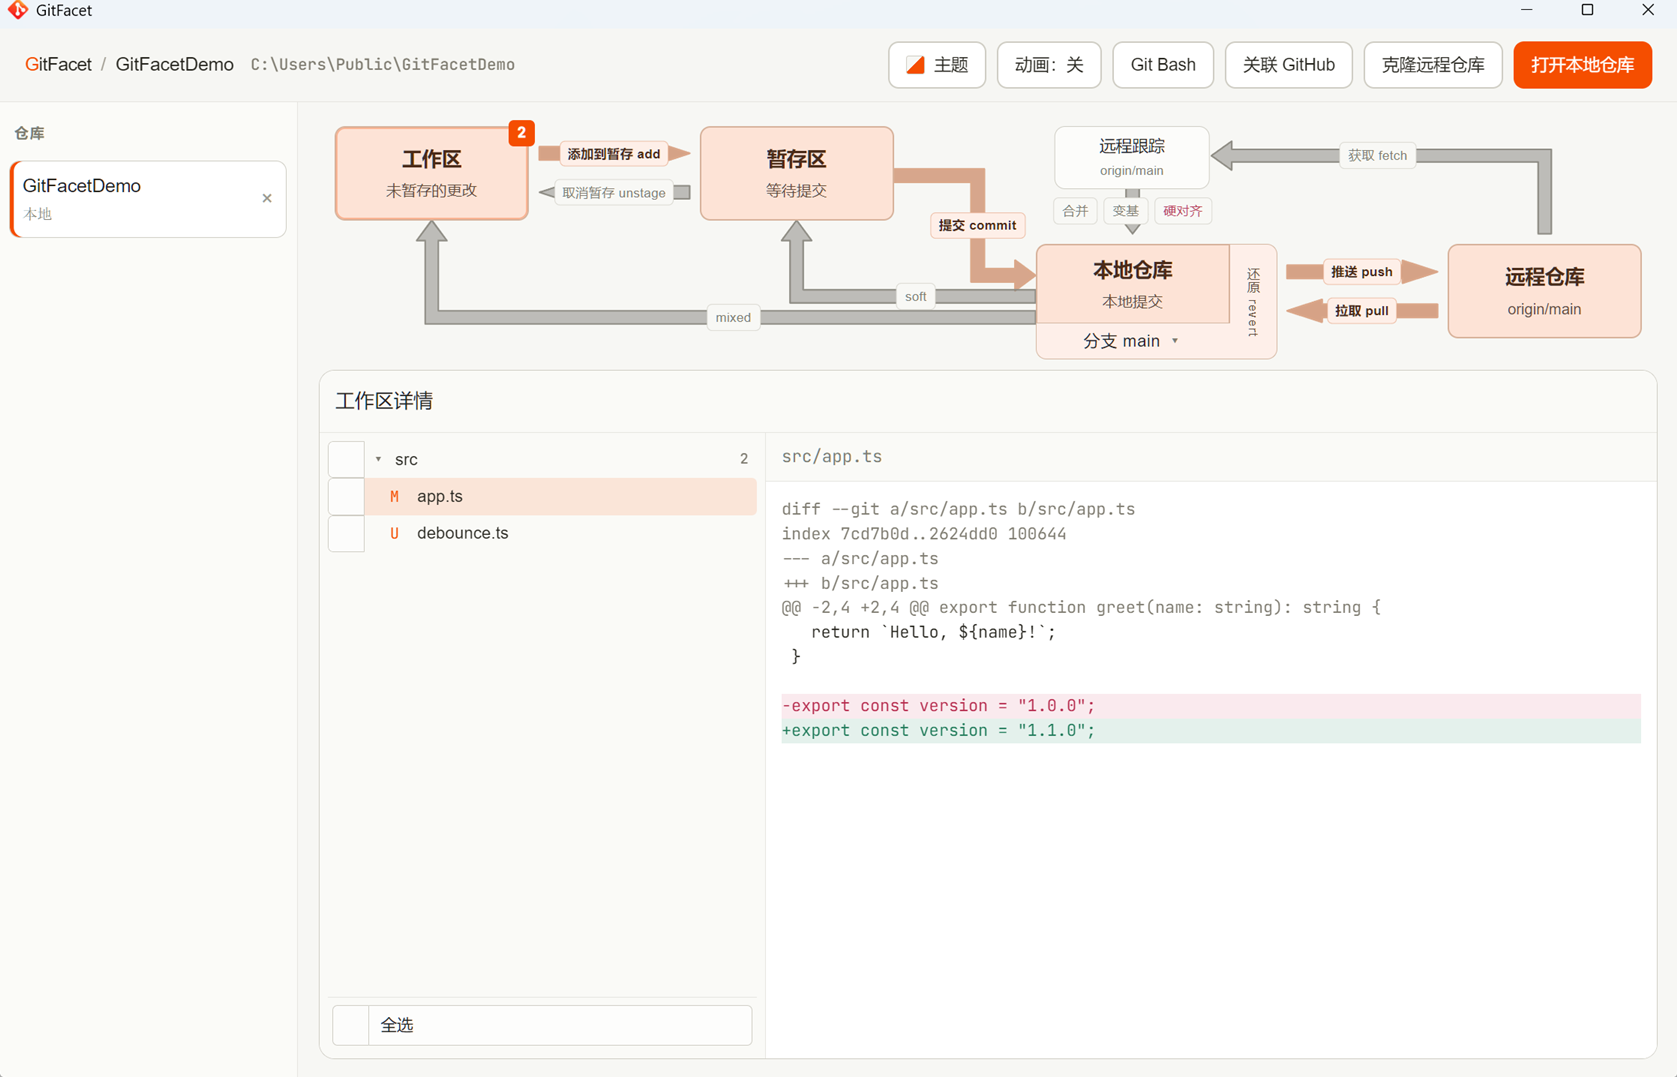 GitFacet
GitFacet / GitFacetDemo C:\Users\Public\GitFacetDemo
主题
动画：关
Git Bash
关联 GitHub
克隆远程仓库
打开本地仓库
仓库
GitFacetDemo
本地
×
工作区
未暂存的更改
2
添加到暂存 add
取消暂存 unstage
暂存区
等待提交
提交 commit
远程跟踪
origin/main
获取 fetch
合并
变基
硬对齐
本地仓库
本地提交
还原 revert
分支 main
soft
mixed
推送 push
拉取 pull
远程仓库
origin/main
工作区详情
src 2
M app.ts
U debounce.ts
全选
src/app.ts
diff --git a/src/app.ts b/src/app.ts
index 7cd7b0d..2624dd0 100644
--- a/src/app.ts
+++ b/src/app.ts
@@ -2,4 +2,4 @@ export function greet(name: string): string {
   return `Hello, ${name}!`;
 }
-export const version = "1.0.0";
+export const version = "1.1.0";